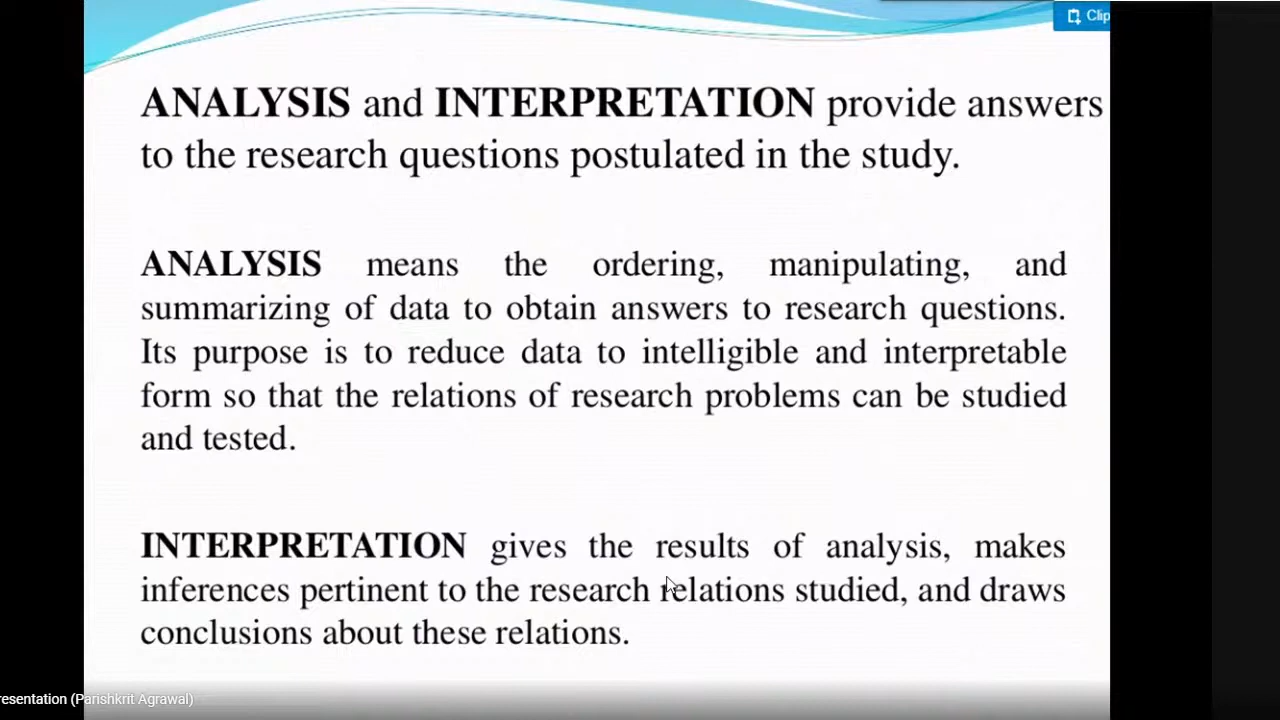 Clip
ANALYSIS and INTERPRETATION provide answers
to the research questions postulated in the study.
ANALYSIS means the ordering, manipulating, and
summarizing of data to obtain answers to research questions.
Its purpose is to reduce data to intelligible and interpretable
form so that the relations of research problems can be studied
and tested.
INTERPRETATION gives the results of analysis, makes
inferences pertinent to the research relations studied, and draws
conclusions about these relations.
resentation (Parishkrit Agrawal)